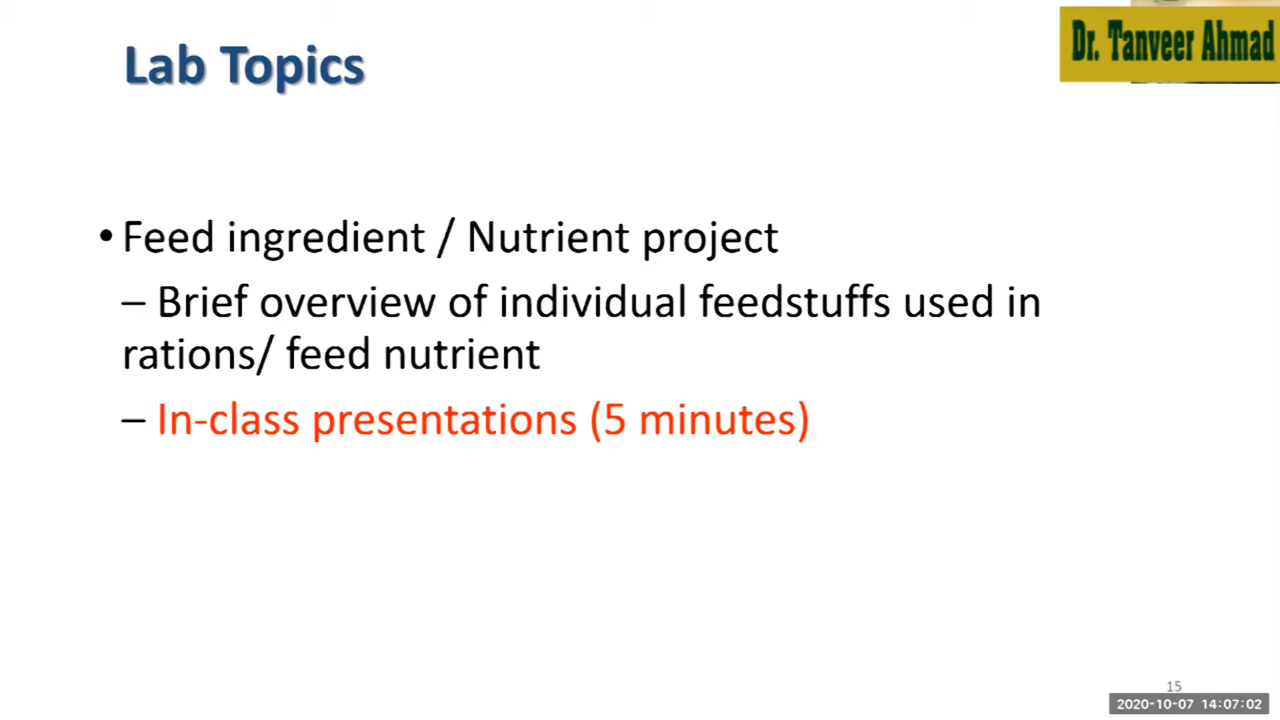 Lab Topics
Dr. Tanveer Ahmad
• Feed ingredient / Nutrient project
– Brief overview of individual feedstuffs used in
rations/ feed nutrient
– In-class presentations (5 minutes)
15
2020-10-07 14:07:02